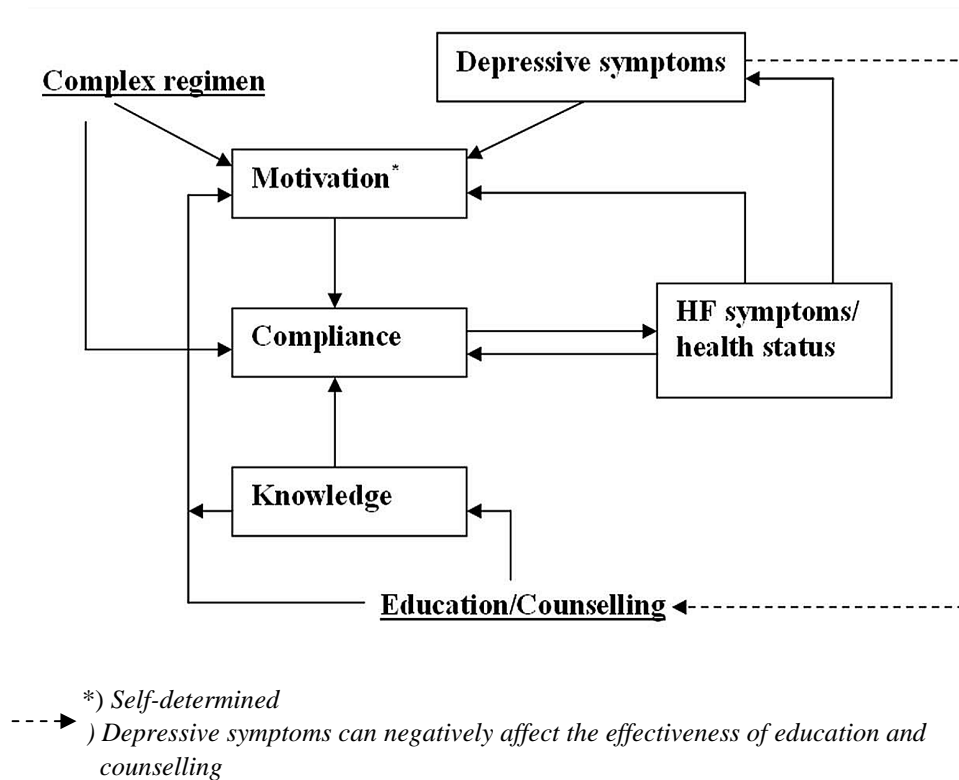 Depressive symptoms
Complex regimen
Motivation*
HF symptoms/
health status
Compliance
Knowledge
Education/Counselling
*) Self-determined
) Depressive symptoms can negatively affect the effectiveness of education and
counselling